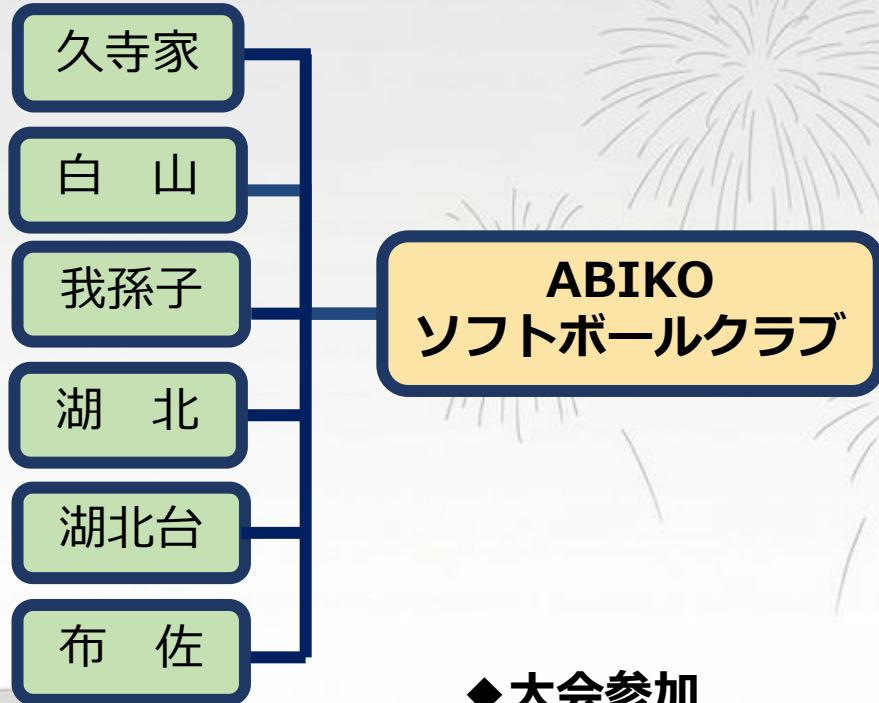 久寺家
白　山
我孫子
湖　北
湖北台
布　佐
ABIKO
ソフトボールクラブ
◆大会参加